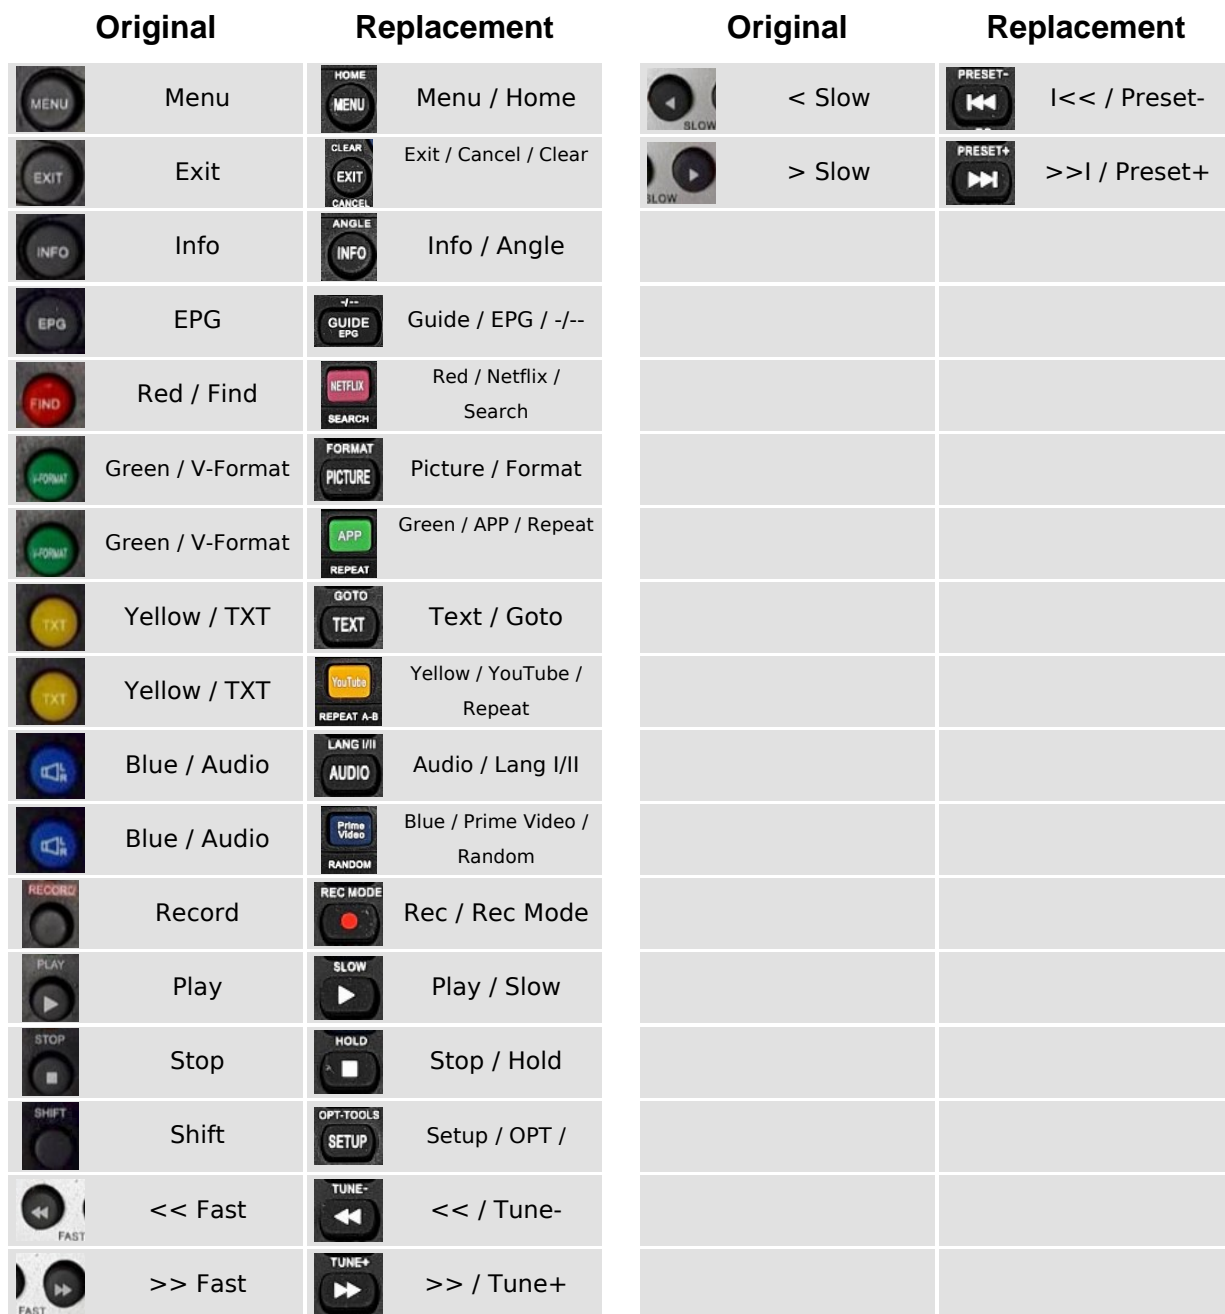 Original Replacement Original Replacement
MENU Menu HOME MENU Menu / Home SLOW < Slow PRESET- I<< / Preset-
EXIT Exit CLEAR EXIT CANCEL Exit / Cancel / Clear SLOW > Slow PRESET+ >>I / Preset+
INFO Info ANGLE INFO Info / Angle
EPG EPG -/-- GUIDE EPG Guide / EPG / -/--
FIND Red / Find NETFLIX SEARCH Red / Netflix /
Search
V-FORMAT Green / V-Format FORMAT PICTURE Picture / Format
V-FORMAT Green / V-Format APP REPEAT Green / APP / Repeat
TXT Yellow / TXT GOTO TEXT Text / Goto
TXT Yellow / TXT YouTube REPEAT A-B Yellow / YouTube /
Repeat
Blue / Audio LANG I/II AUDIO Audio / Lang I/II
Blue / Audio Prime Video RANDOM Blue / Prime Video /
Random
RECORD Record REC MODE Rec / Rec Mode
PLAY Play SLOW Play / Slow
STOP Stop HOLD Stop / Hold
SHIFT Shift OPT-TOOLS SETUP Setup / OPT /
FAST << Fast TUNE- << / Tune-
FAST >> Fast TUNE+ >> / Tune+